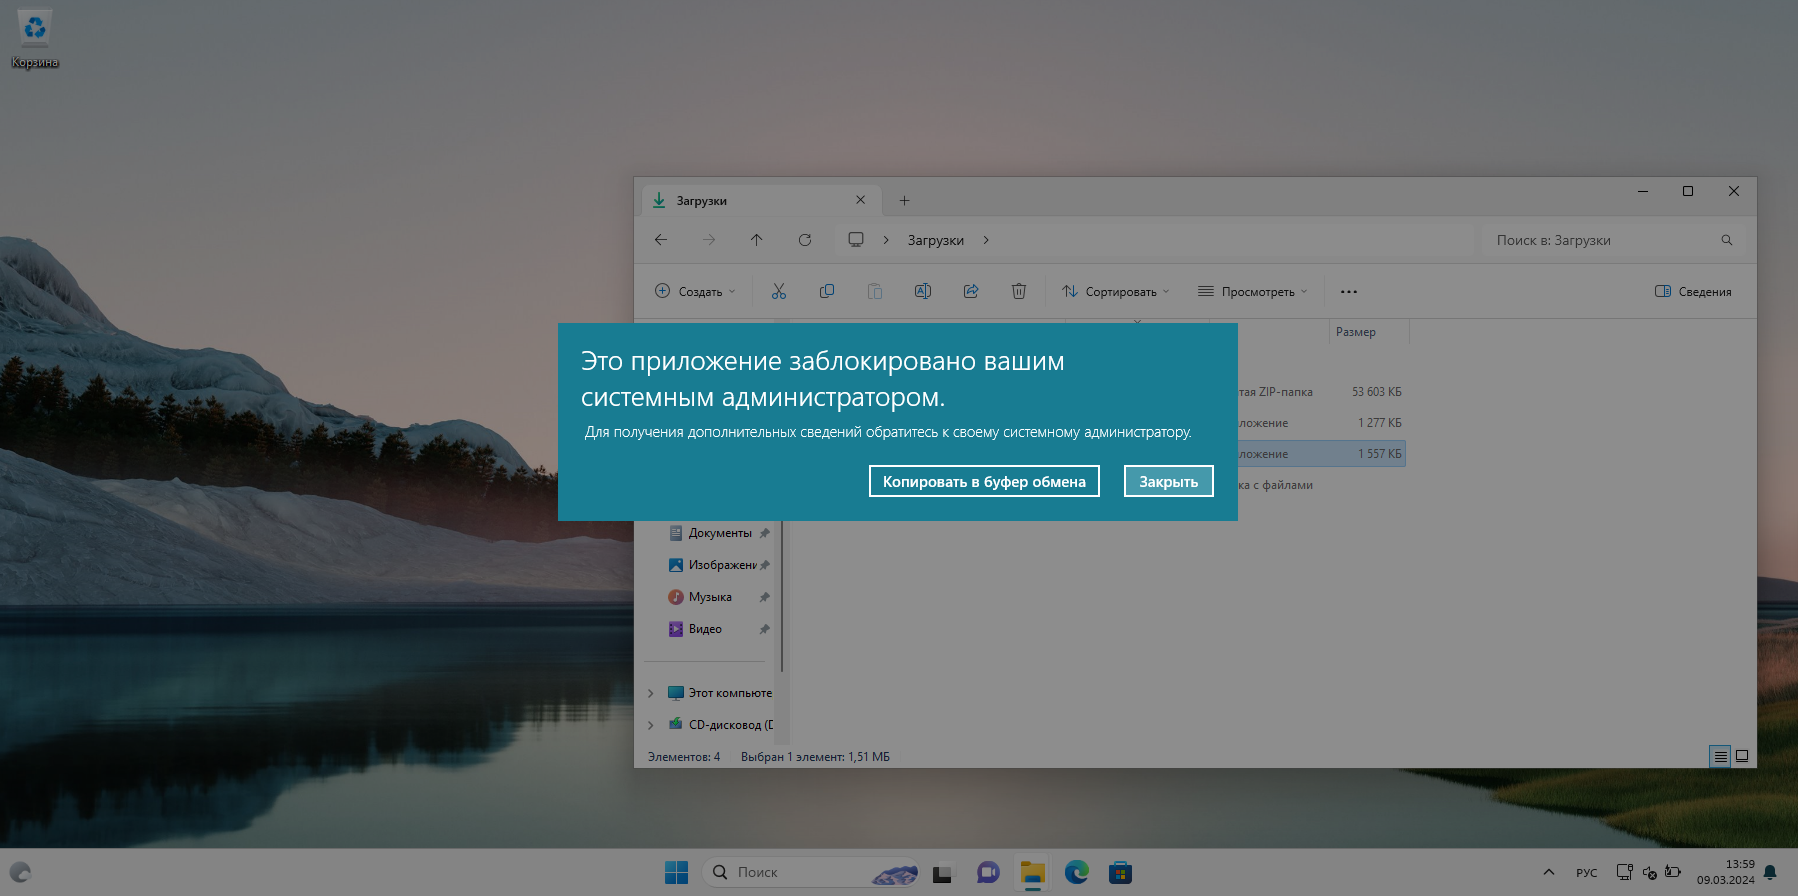 Корзина
Загрузки
Загрузки
Поиск в: Загрузки
Создать
Сортировать
Просмотреть
Сведения
Размер
Это приложение заблокировано вашим
системным администратором.
Для получения дополнительных сведений обратитесь к своему системному администратору.
Копировать в буфер обмена
Закрыть
тая ZIP-папка 53 603 КБ
ложение 1 277 КБ
ложение 1 557 КБ
ка с файлами
Документы
Изображени
Музыка
Видео
Этот компьюте
CD-дисковод (D
Элементов: 4 Выбран 1 элемент: 1,51 МБ
Поиск
РУС
13:59
09.03.2024